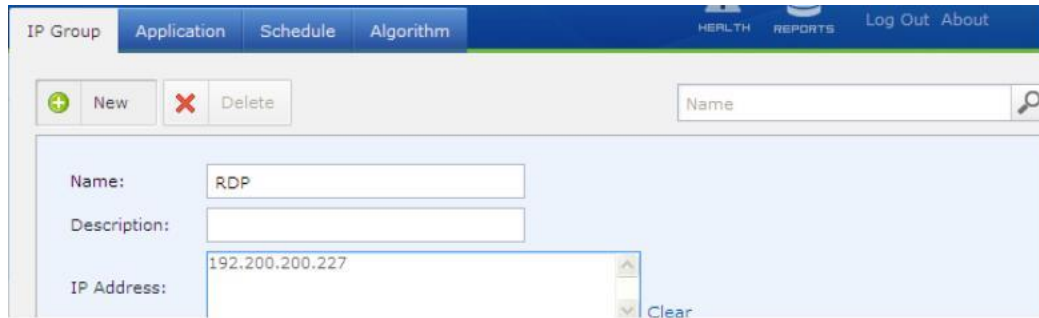 IP Group Application Schedule Algorithm HEALTH REPORTS Log Out About
New Delete Name
Name: RDP
Description:
192.200.200.227
IP Address:
Clear